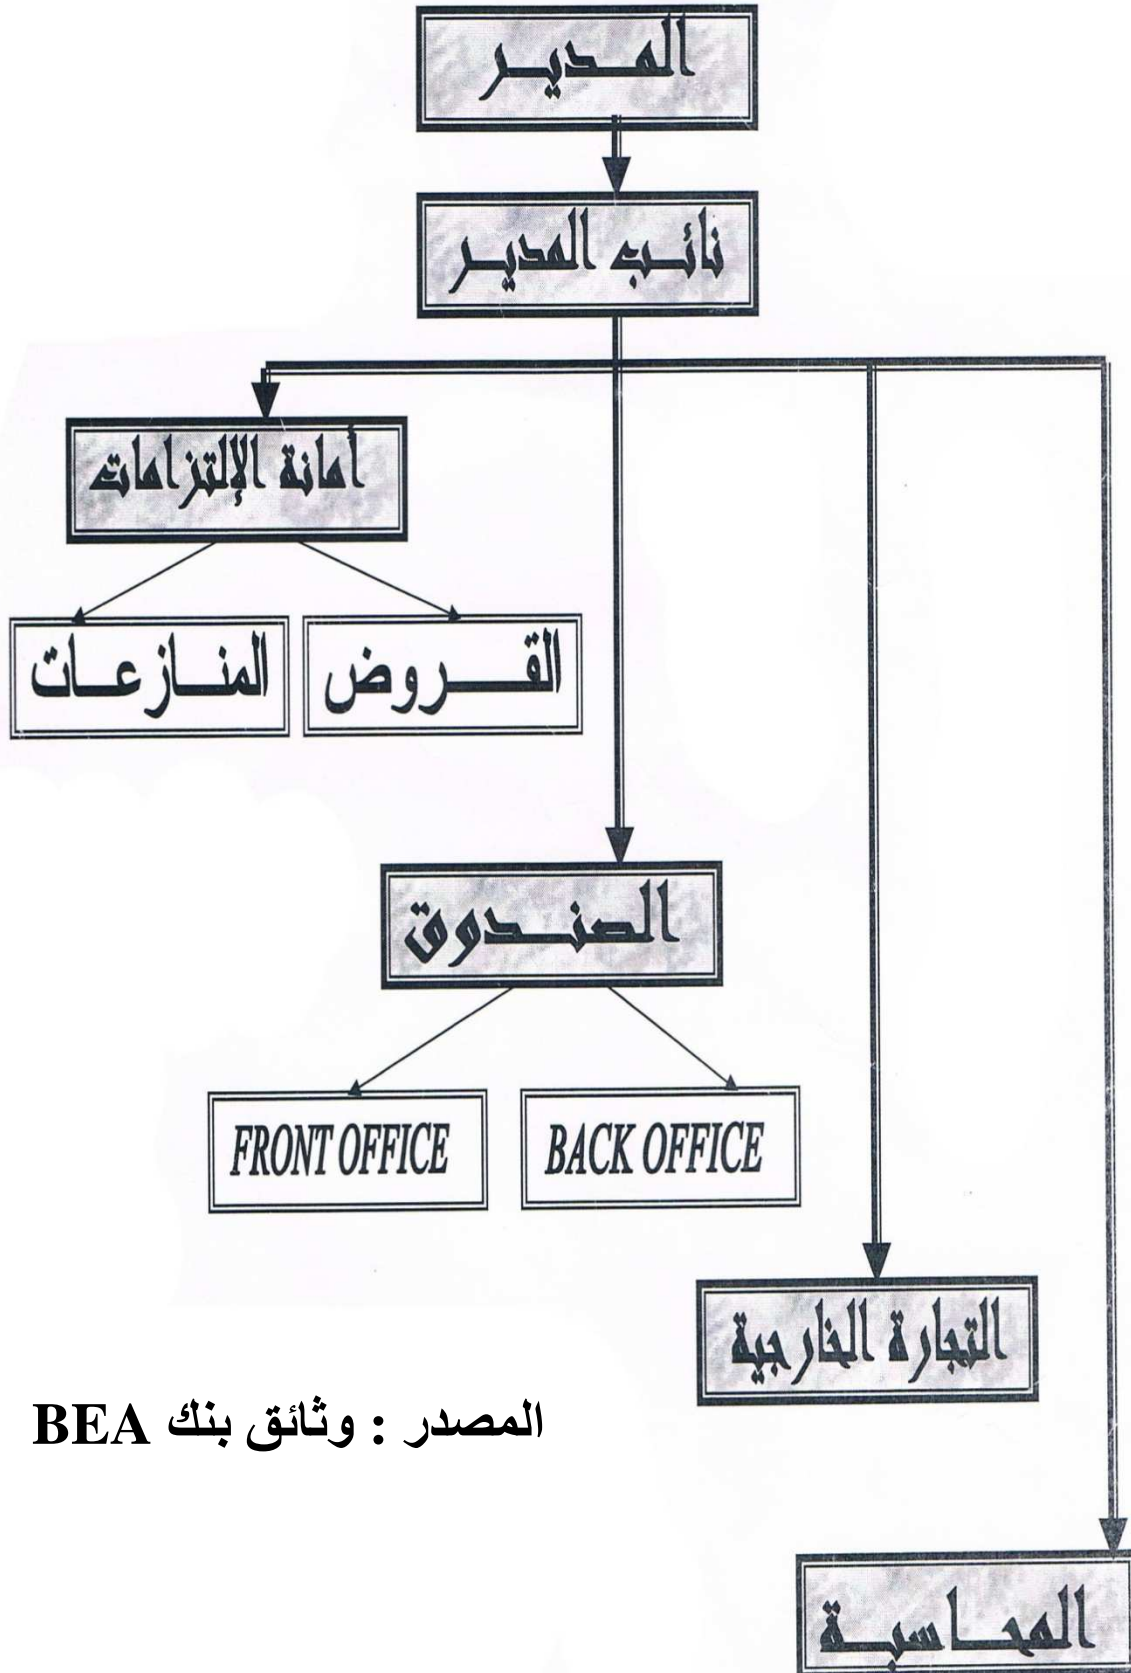 المدير
نائب المدير
أمانة الإلتزامات
القروض
المنازعات
الصندوق
FRONT OFFICE
BACK OFFICE
التجارة الخارجية
المصدر : وثائق بنك BEA
المحاسبة